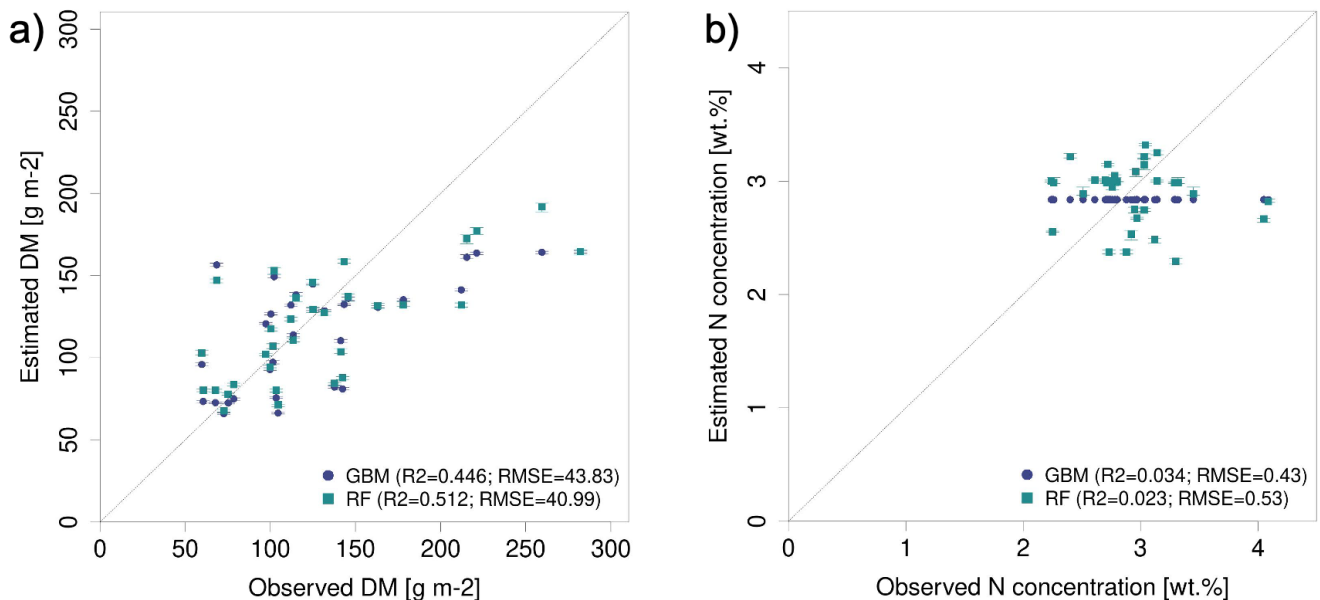 a)
Estimated DM [g m-2]
300
250
200
150
100
50
0
GBM (R2=0.446; RMSE=43.83)
RF (R2=0.512; RMSE=40.99)
0 50 100 150 200 250 300
Observed DM [g m-2]
b)
Estimated N concentration [wt.%]
4
3
2
1
0
GBM (R2=0.034; RMSE=0.43)
RF (R2=0.023; RMSE=0.53)
0 1 2 3 4
Observed N concentration [wt.%]